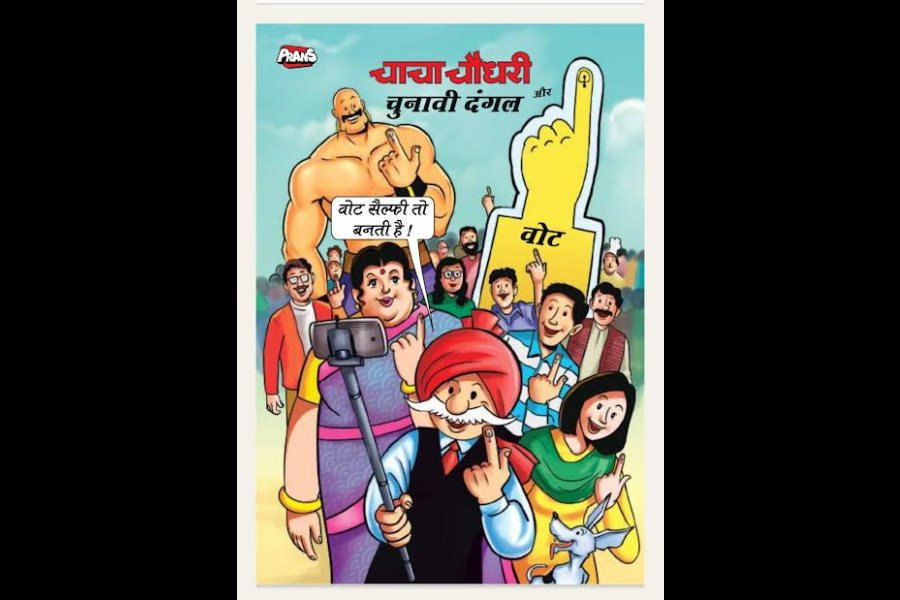 PRANS
चाचा चौधरी
और
चुनावी दंगल
वोट सैल्फी तो
बनती है !
वोट